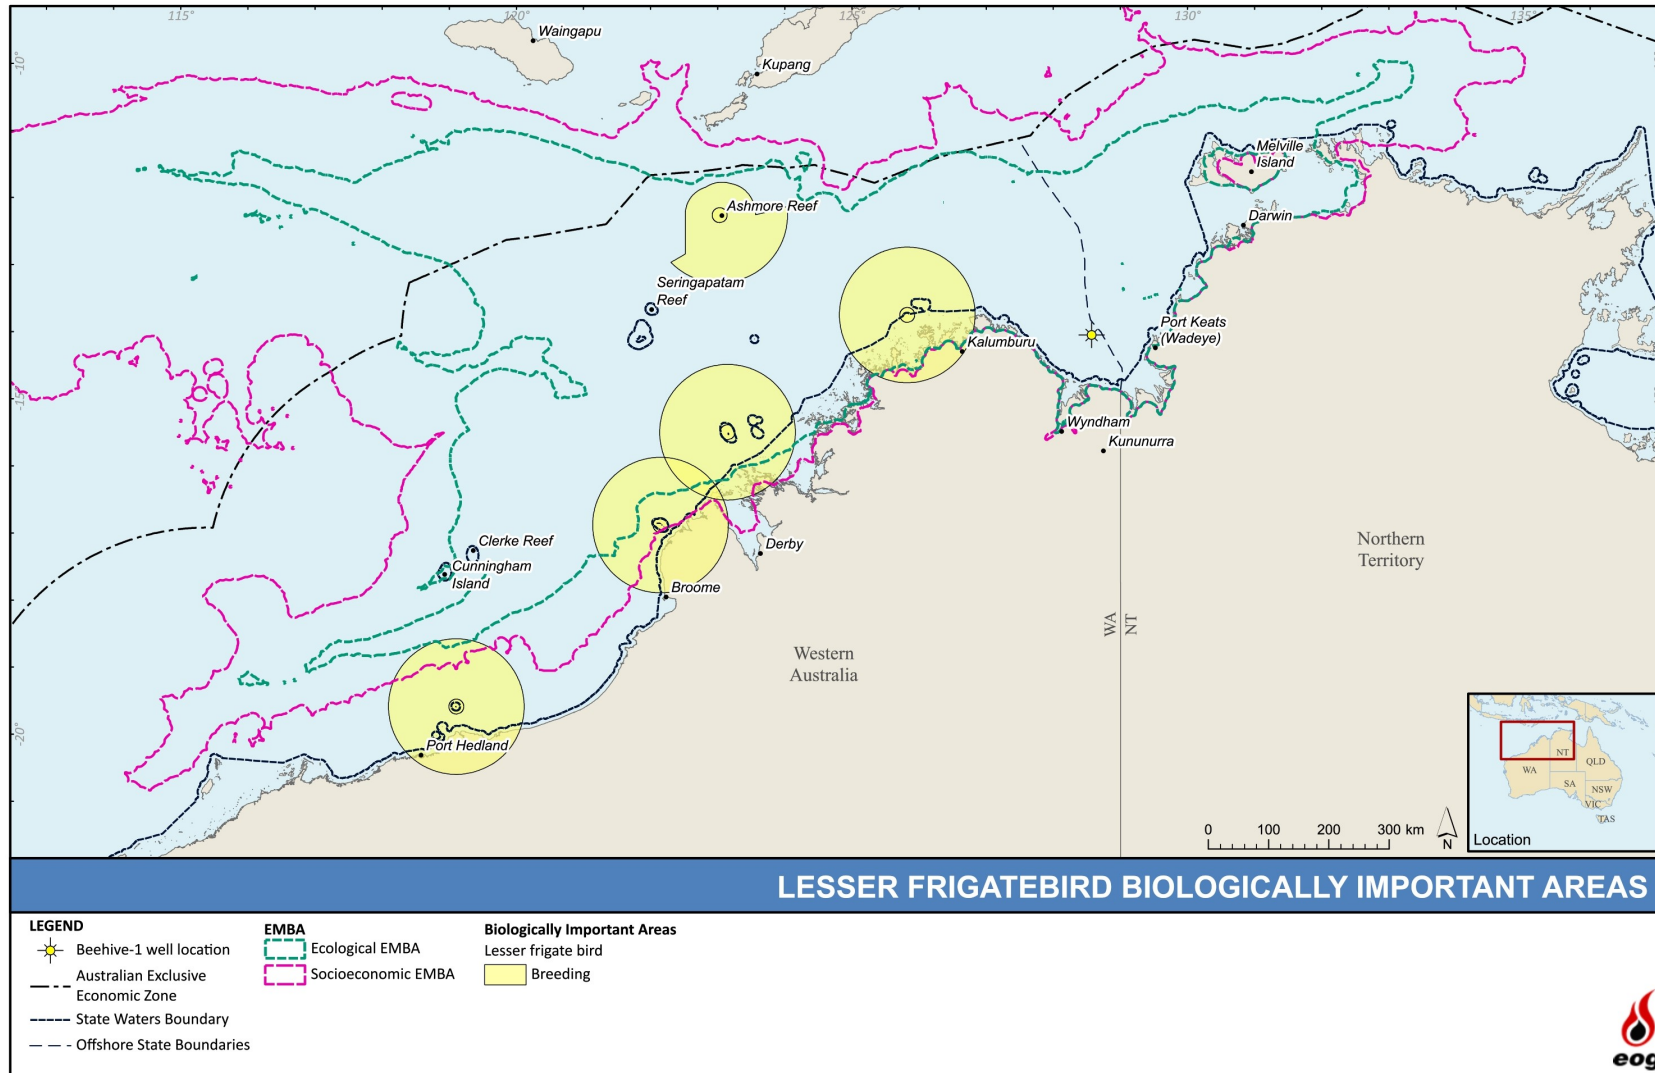 115°
120°
125°
130°
135°
-10°
-15°
-20°
Waingapu
Kupang
Melville
Island
Ashmore Reef
Darwin
Seringapatam
Reef
Port Keats
(Wadeye)
Kalumburu
Wyndham
Kununurra
Clerke Reef
Cunningham
Island
Derby
Broome
Northern
Territory
WA
NT
Western
Australia
Port Hedland
0 100 200 300 km
N
NT
QLD
WA
SA
NSW
VIC
TAS
Location
LESSER FRIGATEBIRD BIOLOGICALLY IMPORTANT AREAS
LEGEND
Beehive-1 well location
Australian Exclusive
Economic Zone
State Waters Boundary
Offshore State Boundaries
EMBA
Ecological EMBA
Socioeconomic EMBA
Biologically Important Areas
Lesser frigate bird
Breeding
eog